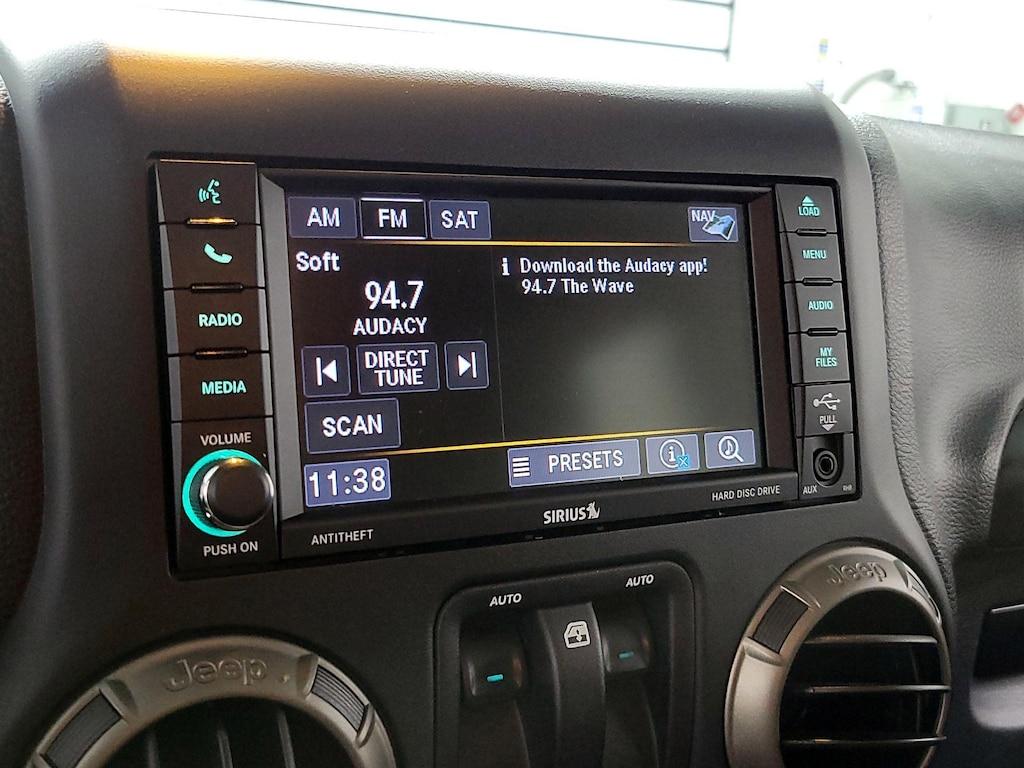 AM
FM
SAT
NAV
Soft
94.7
AUDACY
DIRECT
TUNE
SCAN
11:38
i Download the Audacy app!
94.7 The Wave
PRESETS
i
RADIO
MEDIA
VOLUME
PUSH ON
LOAD
MENU
AUDIO
MY
FILES
PULL
AUX
RHR
ANTITHEFT
SIRIUS
HARD DISC DRIVE
AUTO
AUTO
Jeep
Jeep